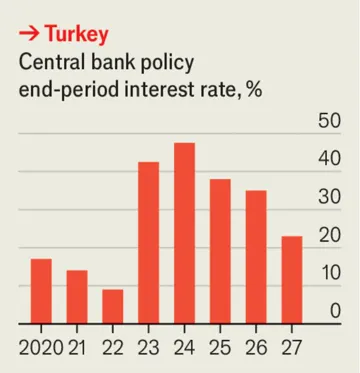 → Turkey
Central bank policy
end-period interest rate, %
50
40
30
20
10
0
2020 21 22 23 24 25 26 27